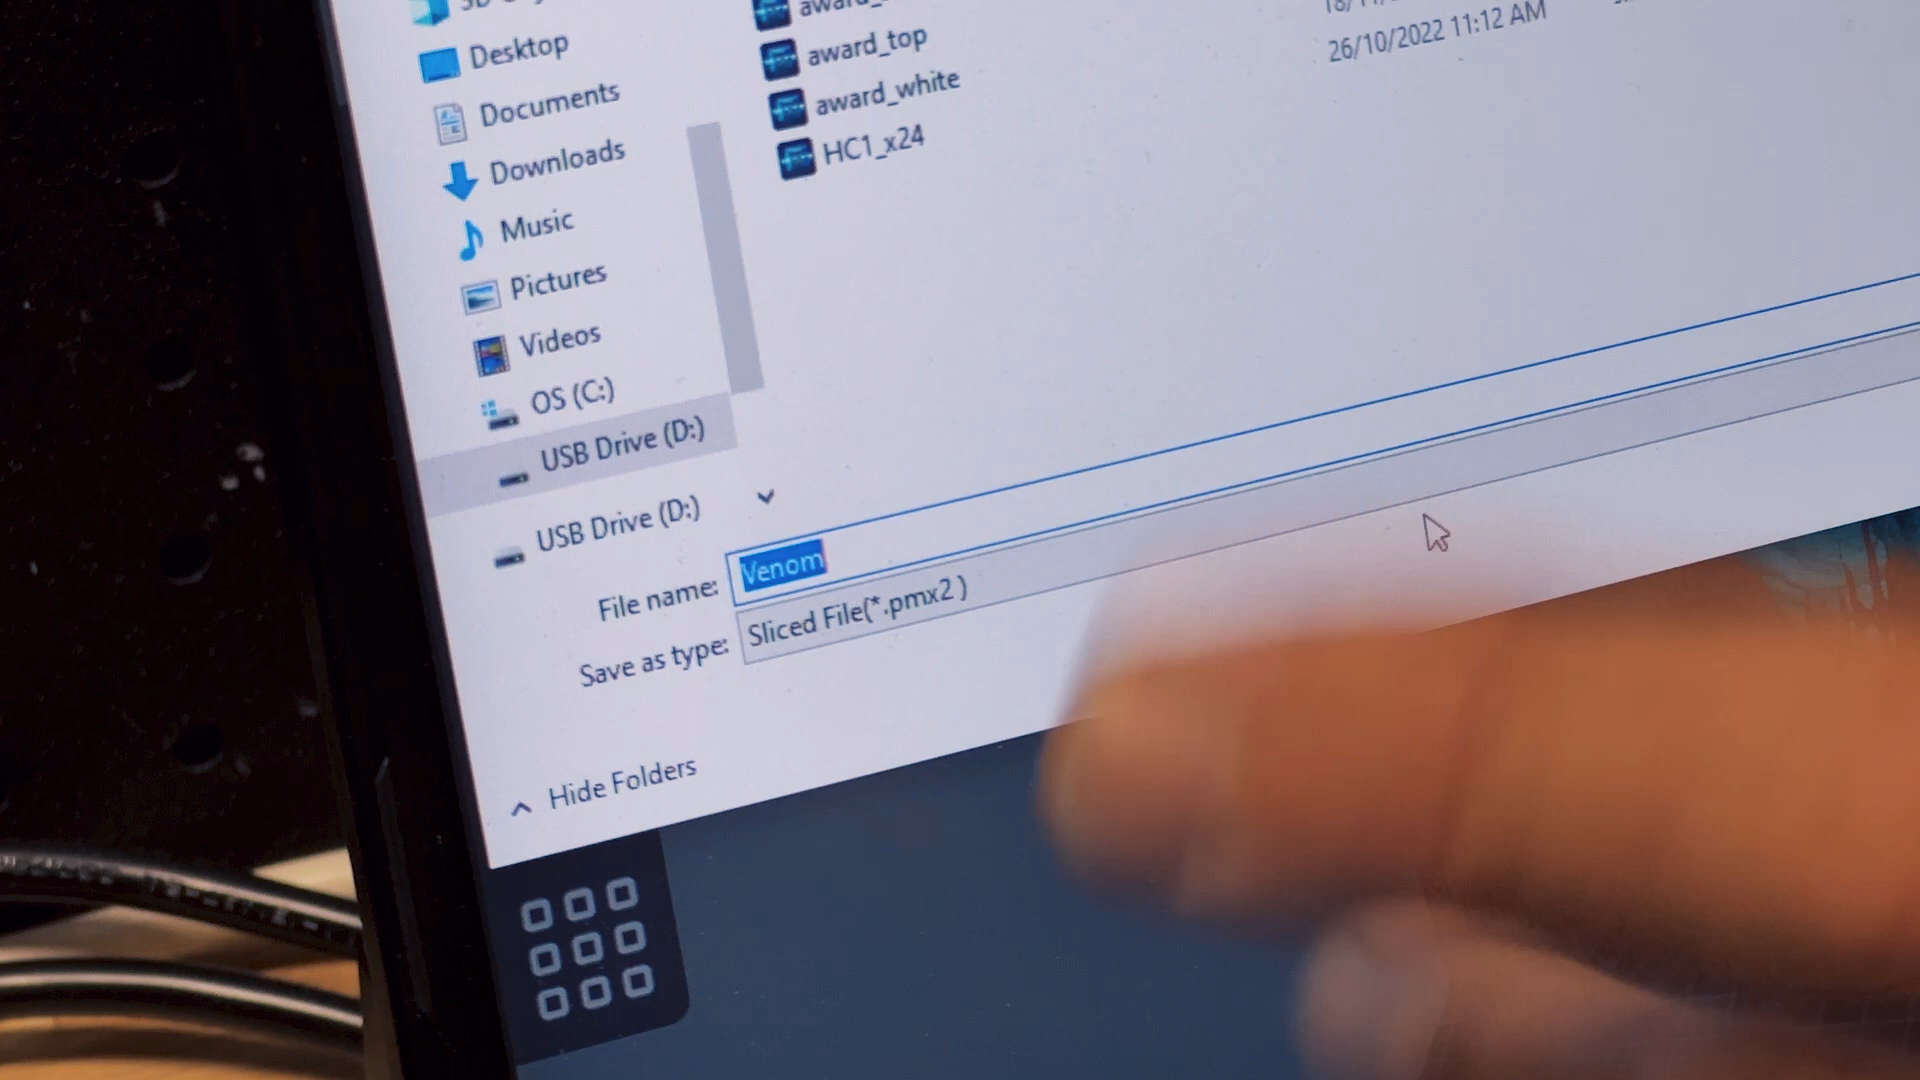 Desktop
Documents
Downloads
Music
Pictures
Videos
OS (C:)
USB Drive (D:)
USB Drive (D:)
award_top
award_white
HC1_x24
26/10/2022 11:12 AM
File name: Venom
Save as type: Sliced File(*.pmx2 )
Hide Folders